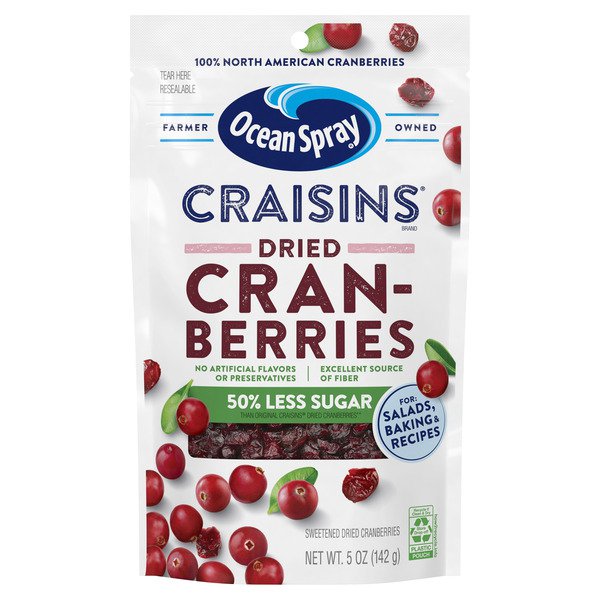 100% NORTH AMERICAN CRANBERRIES
TEAR HERE
RESEALABLE
FARMER
Ocean Spray®
OWNED
CRAISINS®
BRAND
DRIED
CRAN-
BERRIES
NO ARTIFICIAL FLAVORS
OR PRESERVATIVES
EXCELLENT SOURCE
OF FIBER
50% LESS SUGAR
THAN ORIGINAL CRAISINS® DRIED CRANBERRIES**
FOR:
SALADS,
BAKING &
RECIPES
SWEETENED DRIED CRANBERRIES
NET WT. 5 OZ (142 g)
PLASTIC
POUCH